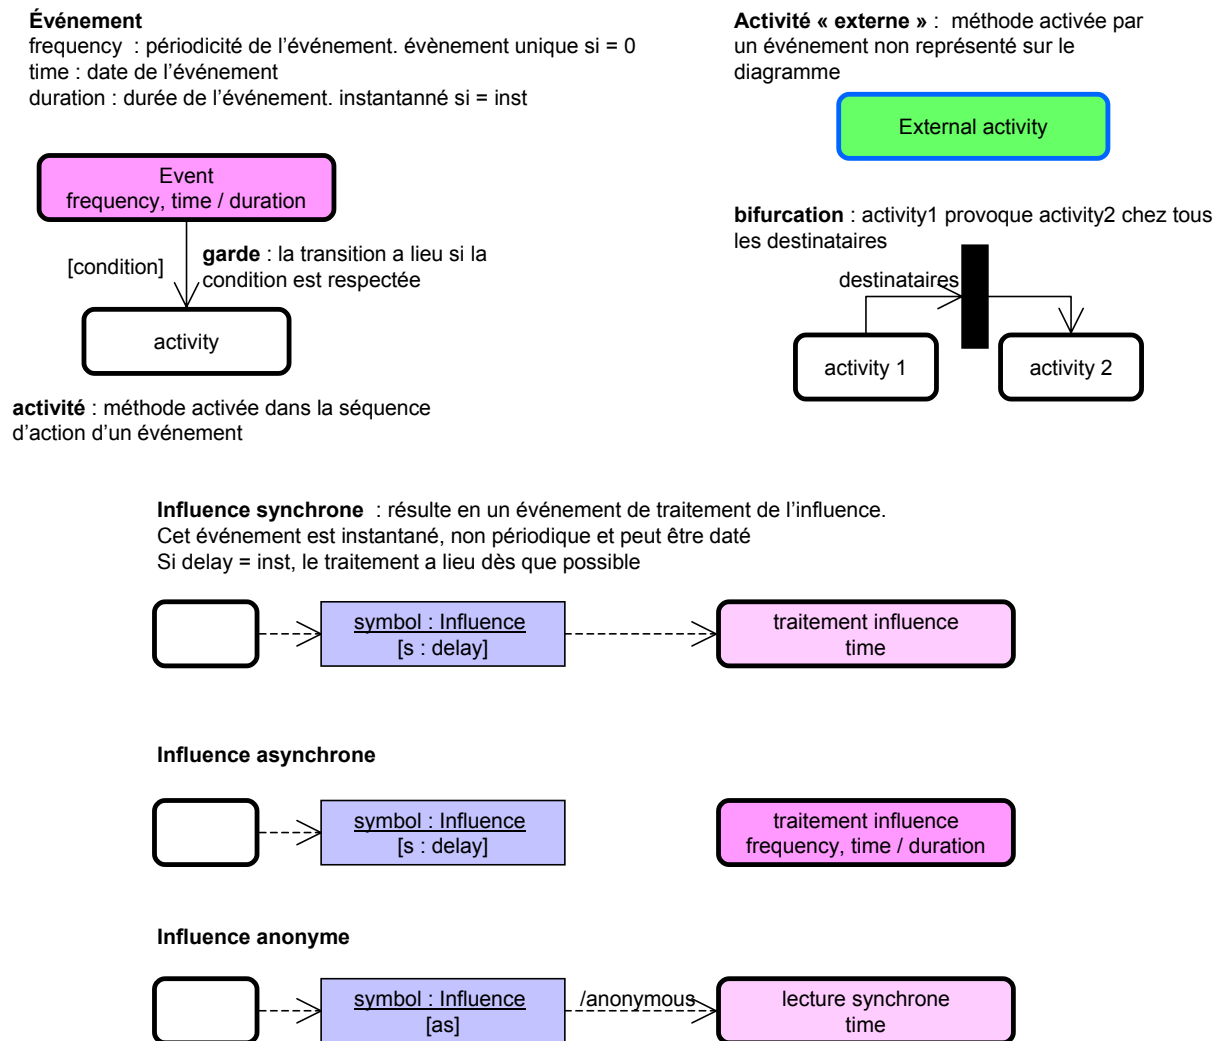 Événement
frequency : périodicité de l'événement. évènement unique si = 0
time : date de l'événement
duration : durée de l'événement. instantanné si = inst
Event
frequency, time / duration
[condition]
garde : la transition a lieu si la
condition est respectée
activity
activité : méthode activée dans la séquence
d'action d'un événement
Activité « externe » : méthode activée par
un événement non représenté sur le
diagramme
External activity
bifurcation : activity1 provoque activity2 chez tous
les destinataires
destinataires
activity 1
activity 2
Influence synchrone : résulte en un événement de traitement de l'influence.
Cet événement est instantané, non périodique et peut être daté
Si delay = inst, le traitement a lieu dès que possible
symbol : Influence
[s : delay]
traitement influence
time
Influence asynchrone
symbol : Influence
[s : delay]
traitement influence
frequency, time / duration
Influence anonyme
symbol : Influence
[as]
/anonymous
lecture synchrone
time